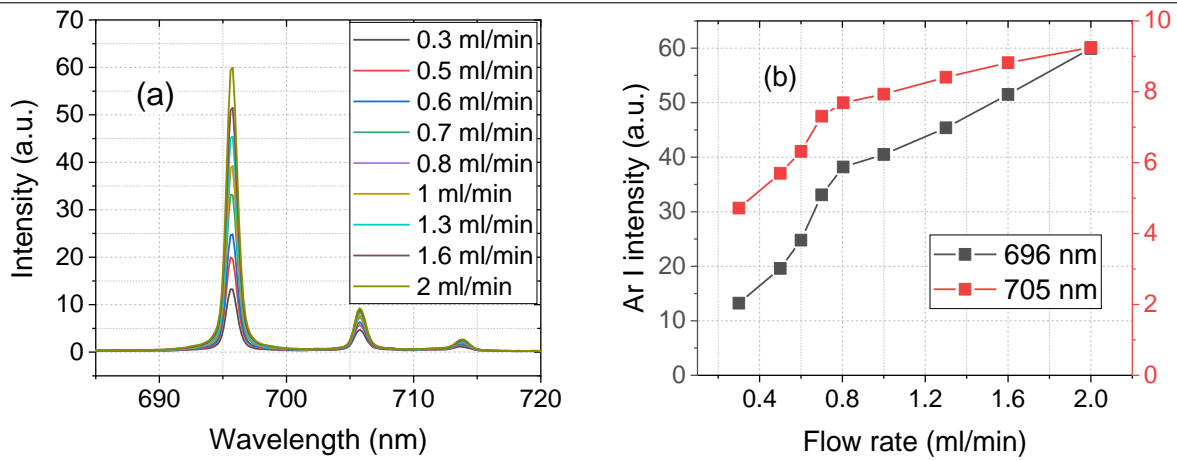 (a)
Intensity (a.u.)
70
60
50
40
30
20
10
0
690
700
710
720
Wavelength (nm)
0.3 ml/min
0.5 ml/min
0.6 ml/min
0.7 ml/min
0.8 ml/min
1 ml/min
1.3 ml/min
1.6 ml/min
2 ml/min
(b)
Ar I intensity (a.u.)
60
50
40
30
20
10
0
0.4
0.8
1.2
1.6
2.0
Flow rate (ml/min)
10
8
6
4
2
0
696 nm
705 nm